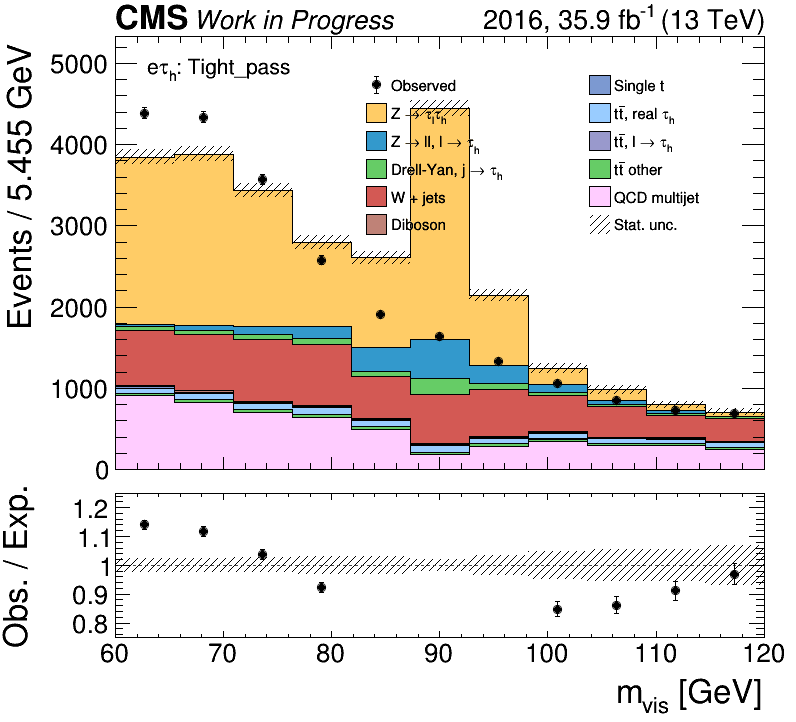 CMS Work in Progress 2016, 35.9 fb⁻¹ (13 TeV)
eτₕ: Tight_pass
Observed
Z → τₗτₕ
Z → ll, l → τₕ
Drell-Yan, j → τₕ
W + jets
Diboson
Single t
tt̄, real τₕ
tt̄, l → τₕ
tt̄ other
QCD multijet
Stat. unc.
Events / 5.455 GeV
5000
4000
3000
2000
1000
0
Obs. / Exp.
1.2
1.1
1
0.9
0.8
60 70 80 90 100 110 120
m_vis [GeV]